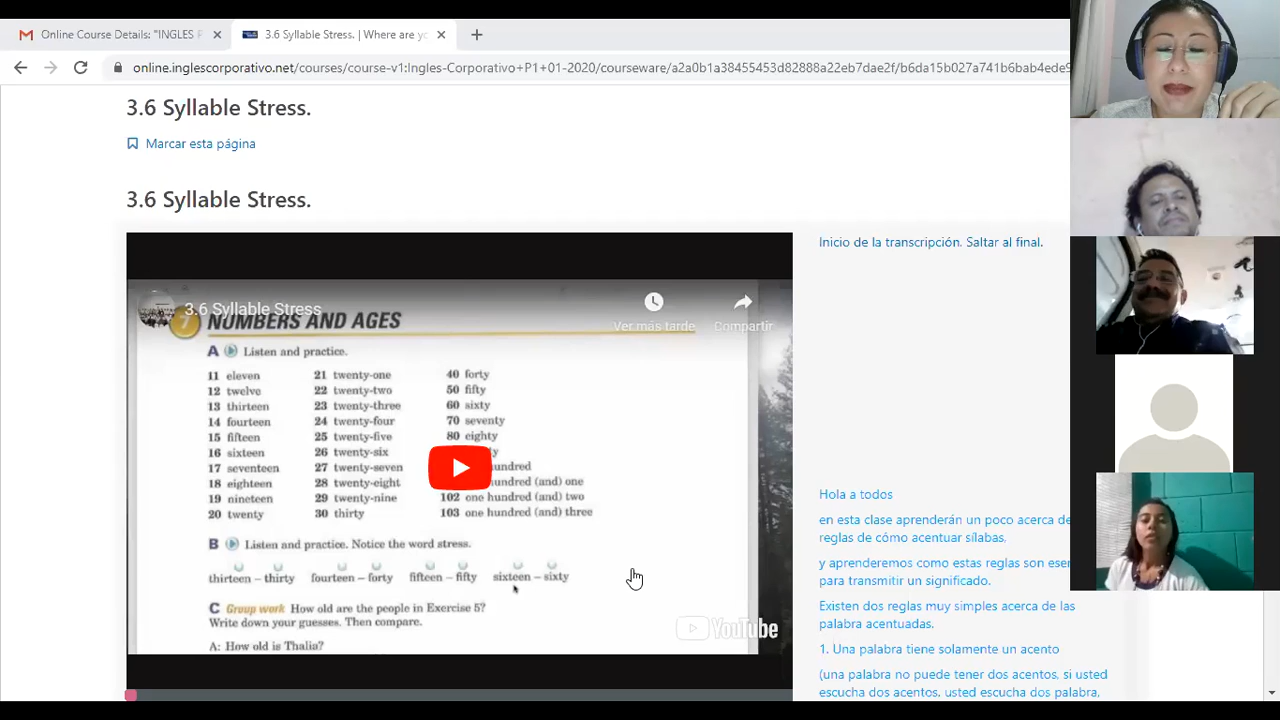 Online Course Details: "INGLES P
3.6 Syllable Stress. | Where are yo
online.inglescorporativo.net/courses/course-v1:Ingles-Corporativo+P1+01-2020/courseware/a2a0b1a38455453d82888a22eb7dae2f/b6da15b027a741b6bab4ede9
3.6 Syllable Stress.
Marcar esta página
3.6 Syllable Stress.
3.6 Syllable Stress
Ver más tarde
Compartir
7 NUMBERS AND AGES
A Listen and practice.
11 eleven 21 twenty-one 40 forty
12 twelve 22 twenty-two 50 fifty
13 thirteen 23 twenty-three 60 sixty
14 fourteen 24 twenty-four 70 seventy
15 fifteen 25 twenty-five 80 eighty
16 sixteen 26 twenty-six
17 seventeen 27 twenty-seven hundred
18 eighteen 28 twenty-eight hundred (and) one
19 nineteen 29 twenty-nine 102 one hundred (and) two
20 twenty 30 thirty 103 one hundred (and) three
B Listen and practice. Notice the word stress.
thirteen – thirty fourteen – forty fifteen – fifty sixteen – sixty
C Group work How old are the people in Exercise 5?
Write down your guesses. Then compare.
A: How old is Thalia?
YouTube
Inicio de la transcripción. Saltar al final.
Hola a todos
en esta clase aprenderán un poco acerca de
reglas de cómo acentuar sílabas,
y aprenderemos como estas reglas son esen
para transmitir un significado.
Existen dos reglas muy simples acerca de las
palabra acentuadas.
1. Una palabra tiene solamente un acento
(una palabra no puede tener dos acentos, si usted
escucha dos acentos, usted escucha dos palabra,